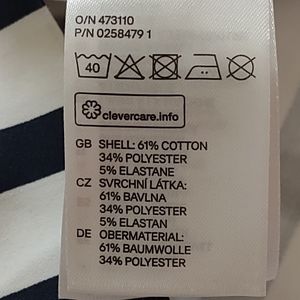 O/N 473110
P/N 0258479 1
40
clevercare.info
GB SHELL: 61% COTTON
34% POLYESTER
5% ELASTANE
CZ SVRCHNÍ LÁTKA:
61% BAVLNA
34% POLYESTER
5% ELASTAN
DE OBERMATERIAL:
61% BAUMWOLLE
34% POLYESTER